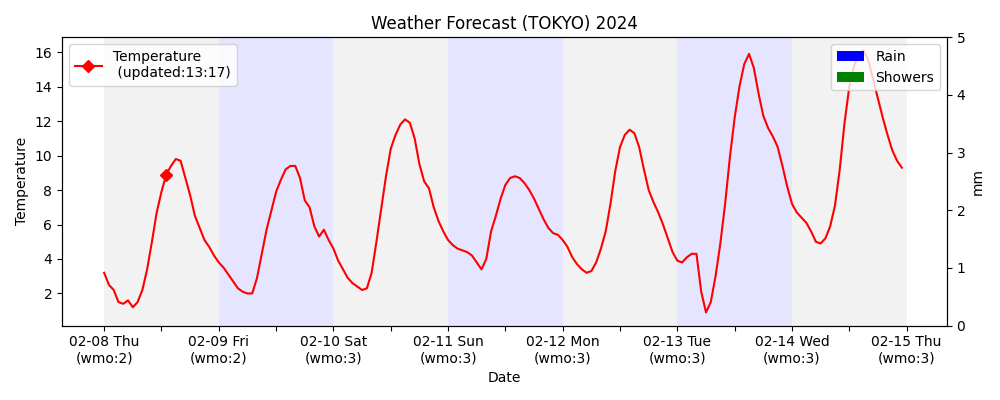 Weather Forecast (TOKYO) 2024
Temperature
(updated:13:17)
Rain
Showers
Temperature
16
14
12
10
8
6
4
2
5
4
3
2
1
0
mm
02-08 Thu 02-09 Fri 02-10 Sat 02-11 Sun 02-12 Mon 02-13 Tue 02-14 Wed 02-15 Thu
(wmo:2) (wmo:2) (wmo:3) (wmo:3) (wmo:3) (wmo:3) (wmo:3) (wmo:3)
Date